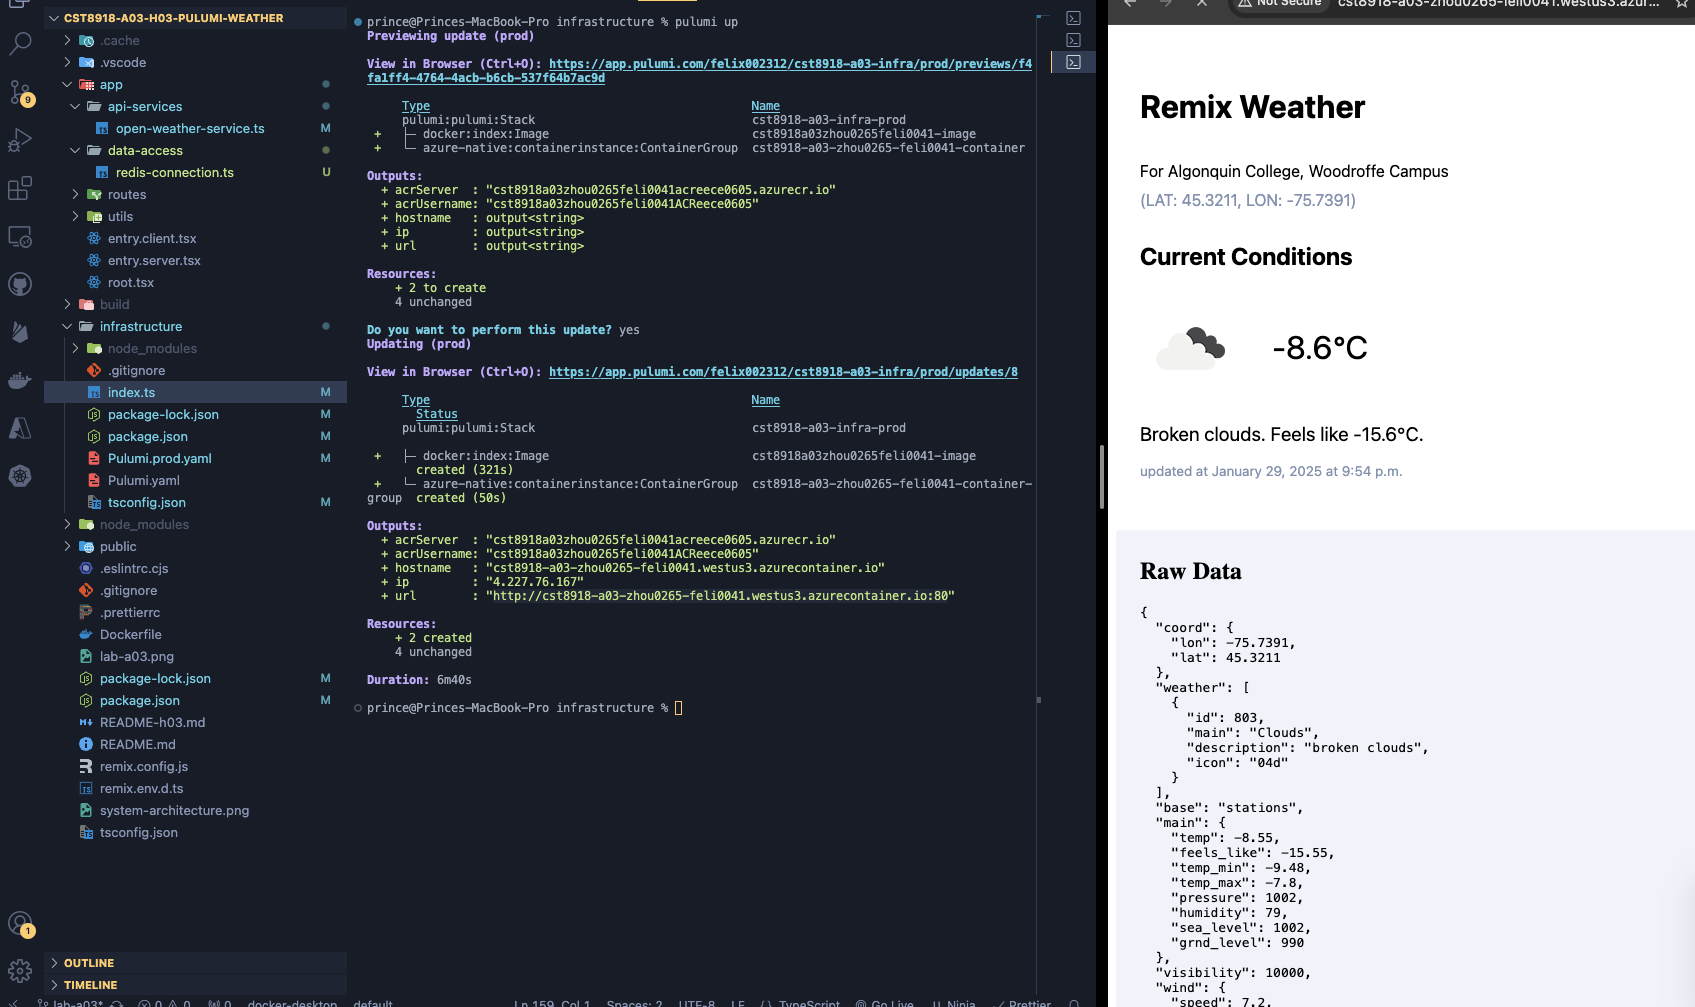 CST8918-A03-H03-PULUMI-WEATHER
.cache
.vscode
app
api-services
open-weather-service.ts M
data-access
redis-connection.ts U
routes
utils
entry.client.tsx
entry.server.tsx
root.tsx
build
infrastructure
node_modules
.gitignore
index.ts M
package-lock.json M
package.json M
Pulumi.prod.yaml M
Pulumi.yaml
tsconfig.json M
node_modules
public
.eslintrc.cjs
.gitignore
.prettierrc
Dockerfile
lab-a03.png
package-lock.json M
package.json M
README-h03.md
README.md
remix.config.js
remix.env.d.ts
system-architecture.png
tsconfig.json
OUTLINE
TIMELINE
9
1
prince@Princes-MacBook-Pro infrastructure % pulumi up
Previewing update (prod)
View in Browser (Ctrl+O): https://app.pulumi.com/felix002312/cst8918-a03-infra/prod/previews/f4
fa1ff4-4764-4acb-b6cb-537f64b7ac9d
Type Name
pulumi:pulumi:Stack cst8918-a03-infra-prod
+ ├─ docker:index:Image cst8918a03zhou0265feli0041-image
+ └─ azure-native:containerinstance:ContainerGroup cst8918-a03-zhou0265-feli0041-container
Outputs:
+ acrServer : "cst8918a03zhou0265feli0041acreece0605.azurecr.io"
+ acrUsername: "cst8918a03zhou0265feli0041ACReece0605"
+ hostname : output<string>
+ ip : output<string>
+ url : output<string>
Resources:
+ 2 to create
4 unchanged
Do you want to perform this update? yes
Updating (prod)
View in Browser (Ctrl+O): https://app.pulumi.com/felix002312/cst8918-a03-infra/prod/updates/8
Type Name
Status
pulumi:pulumi:Stack cst8918-a03-infra-prod
+ ├─ docker:index:Image cst8918a03zhou0265feli0041-image
created (321s)
+ └─ azure-native:containerinstance:ContainerGroup cst8918-a03-zhou0265-feli0041-container-
group created (50s)
Outputs:
+ acrServer : "cst8918a03zhou0265feli0041acreece0605.azurecr.io"
+ acrUsername: "cst8918a03zhou0265feli0041ACReece0605"
+ hostname : "cst8918-a03-zhou0265-feli0041.westus3.azurecontainer.io"
+ ip : "4.227.76.167"
+ url : "http://cst8918-a03-zhou0265-feli0041.westus3.azurecontainer.io:80"
Resources:
+ 2 created
4 unchanged
Duration: 6m40s
prince@Princes-MacBook-Pro infrastructure %
lab-a03* 0 0 0 docker-desktop default Ln 159, Col 1 Spaces: 2 UTF-8 LF {} TypeScript Go Live Ninja Prettier
Not Secure cst8918-a03-zhou0265-feli0041.westus3.azur...
Remix Weather
For Algonquin College, Woodroffe Campus
(LAT: 45.3211, LON: -75.7391)
Current Conditions
-8.6°C
Broken clouds. Feels like -15.6°C.
updated at January 29, 2025 at 9:54 p.m.
Raw Data
{
"coord": {
"lon": -75.7391,
"lat": 45.3211
},
"weather": [
{
"id": 803,
"main": "Clouds",
"description": "broken clouds",
"icon": "04d"
}
],
"base": "stations",
"main": {
"temp": -8.55,
"feels_like": -15.55,
"temp_min": -9.48,
"temp_max": -7.8,
"pressure": 1002,
"humidity": 79,
"sea_level": 1002,
"grnd_level": 990
},
"visibility": 10000,
"wind": {
"speed": 7.2,